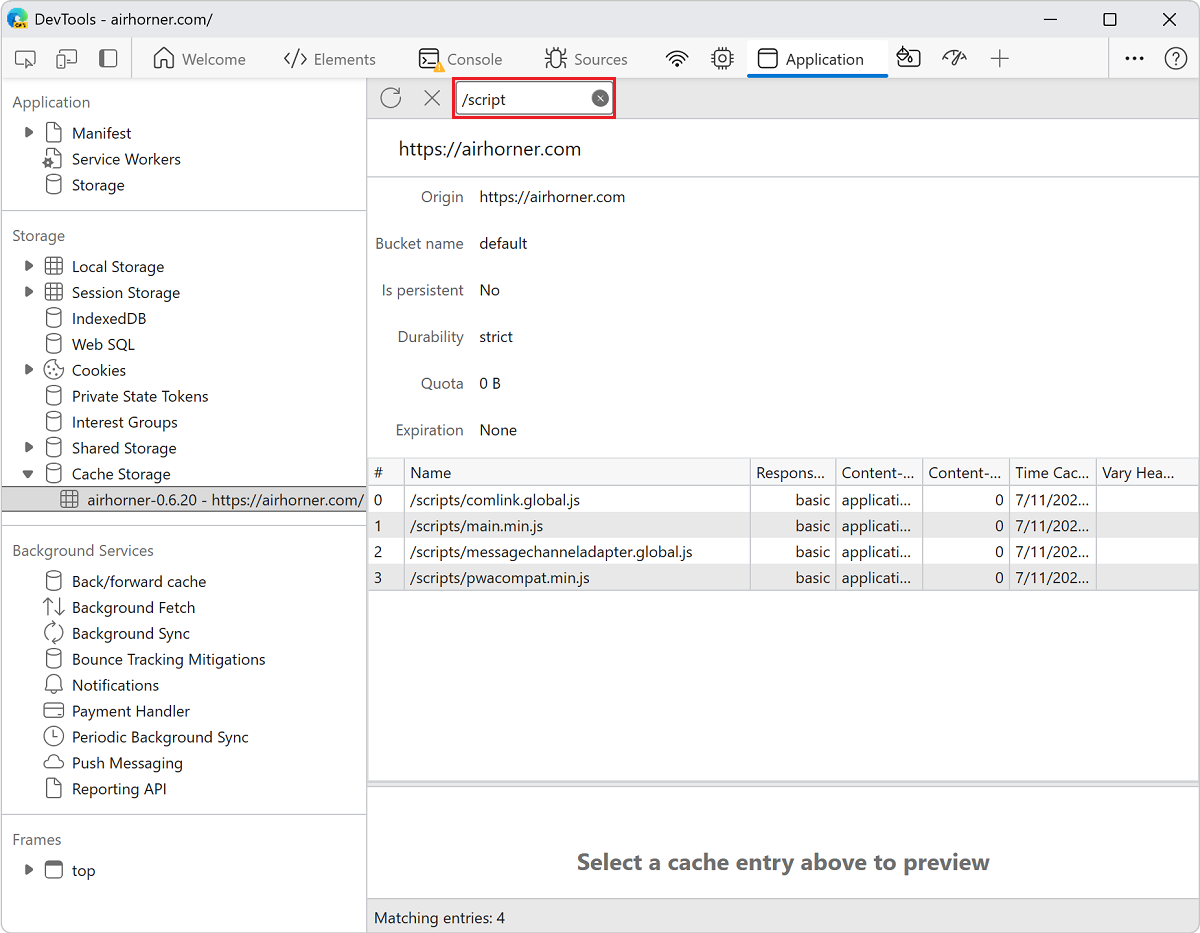 DevTools - airhorner.com/
Welcome
Elements
Console
Sources
Application
Application
Manifest
Service Workers
Storage
Storage
Local Storage
Session Storage
IndexedDB
Web SQL
Cookies
Private State Tokens
Interest Groups
Shared Storage
Cache Storage
airhorner-0.6.20 - https://airhorner.com/
Background Services
Back/forward cache
Background Fetch
Background Sync
Bounce Tracking Mitigations
Notifications
Payment Handler
Periodic Background Sync
Push Messaging
Reporting API
Frames
top
/script
https://airhorner.com
Origin https://airhorner.com
Bucket name default
Is persistent No
Durability strict
Quota 0 B
Expiration None
# Name Respons... Content-... Content-... Time Cac... Vary Hea...
0 /scripts/comlink.global.js basic applicati... 0 7/11/202...
1 /scripts/main.min.js basic applicati... 0 7/11/202...
2 /scripts/messagechanneladapter.global.js basic applicati... 0 7/11/202...
3 /scripts/pwacompat.min.js basic applicati... 0 7/11/202...
Select a cache entry above to preview
Matching entries: 4